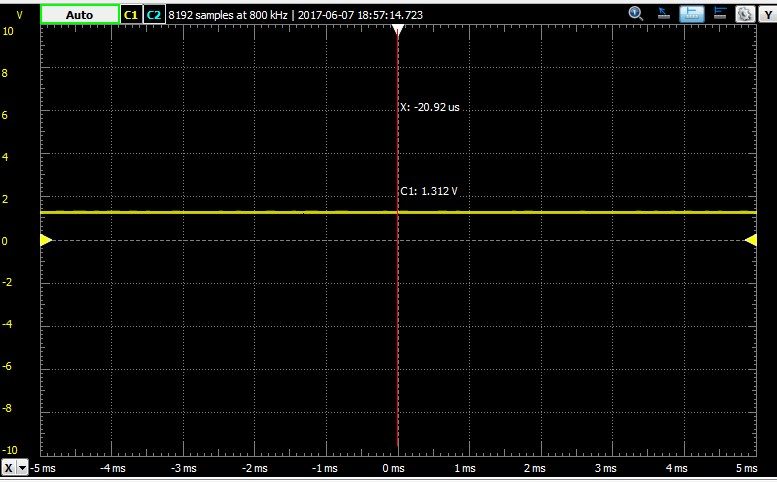 V Auto C1 C2 8192 samples at 800 kHz | 2017-06-07 18:57:14.723 Y
10
8
6
X: -20.92 us
4
2
C1: 1.312 V
0
-2
-4
-6
-8
-10
X -5 ms -4 ms -3 ms -2 ms -1 ms 0 ms 1 ms 2 ms 3 ms 4 ms 5 ms